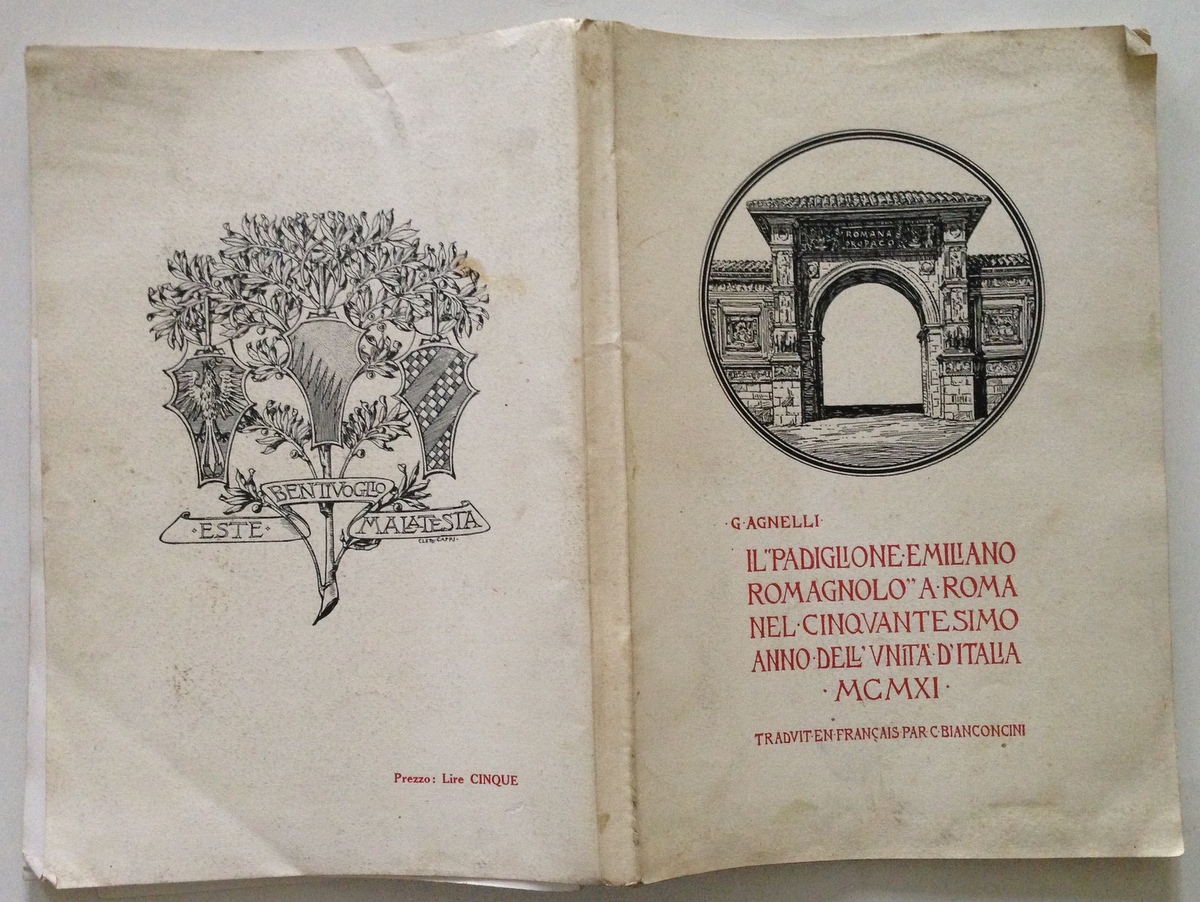 BENTIVOGLIO
·ESTE·
MALATESTA
Prezzo: Lire CINQUE
ROMANA
PROPAGO
·G·AGNELLI·
IL "PADIGLIONE·EMILIANO
ROMAGNOLO" A·ROMA
NEL·CINQVANTESIMO
ANNO·DELL'VNITÀ·D'ITALIA
·MCMXI·
TRADVIT·EN·FRANÇAIS·PAR·C·BIANCONCINI